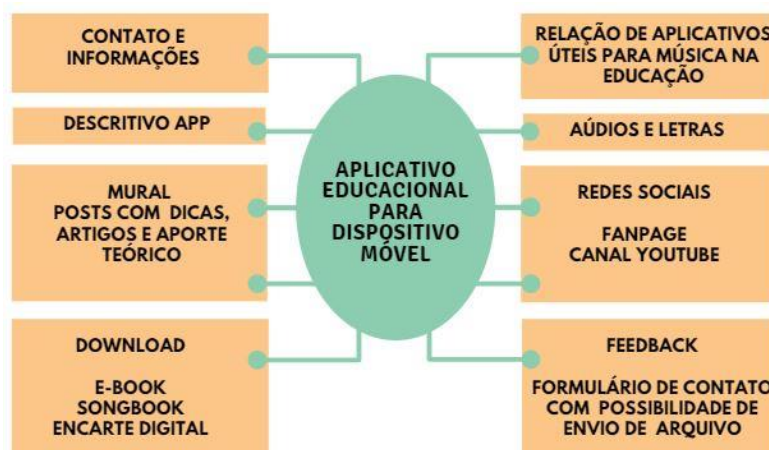 CONTATO E
INFORMAÇÕES
DESCRITIVO APP
MURAL
POSTS COM DICAS,
ARTIGOS E APORTE
TEÓRICO
DOWNLOAD
E-BOOK
SONGBOOK
ENCARTE DIGITAL
APLICATIVO
EDUCACIONAL
PARA
DISPOSITIVO
MÓVEL
RELAÇÃO DE APLICATIVOS
ÚTEIS PARA MÚSICA NA
EDUCAÇÃO
AÚDIOS E LETRAS
REDES SOCIAIS
FANPAGE
CANAL YOUTUBE
FEEDBACK
FORMULÁRIO DE CONTATO
COM POSSIBILIDADE DE
ENVIO DE ARQUIVO